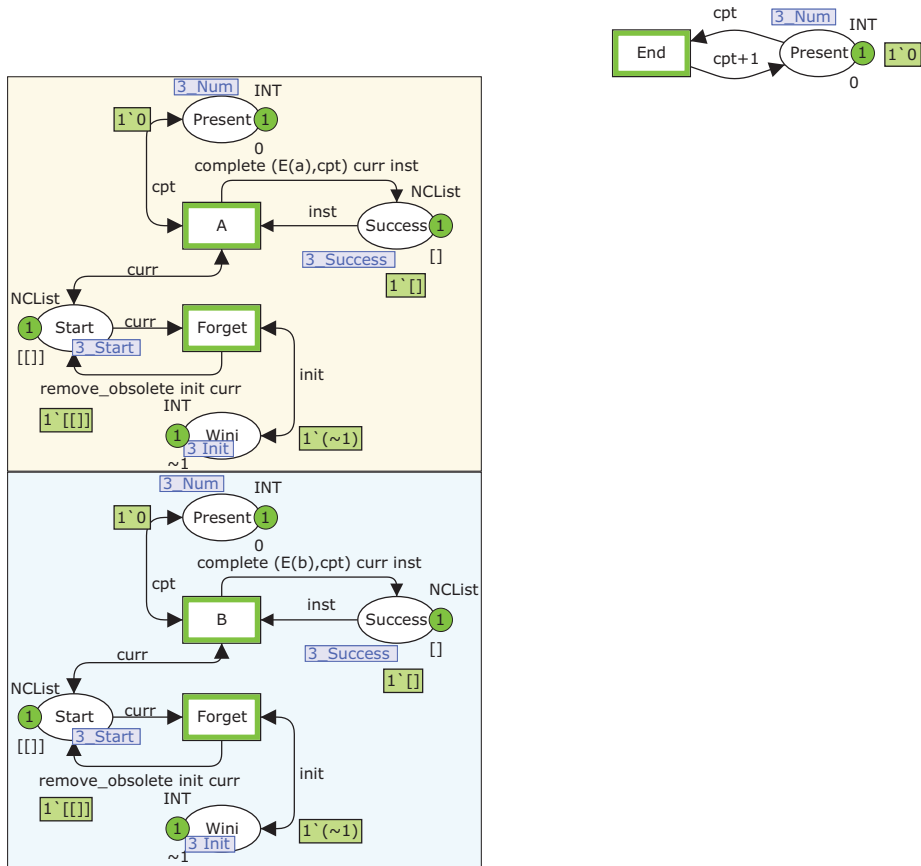 cpt
3_Num
INT
End
Present
1
1`0
cpt+1
0
3_Num
INT
1`0
Present
1
0
complete (E(a),cpt) curr inst
cpt
NCList
A
inst
Success
1
3_Success
[]
curr
1`[]
NCList
1
Start
curr
Forget
[[]]
3_Start
init
remove_obsolete init curr
INT
1`[[]]
1
Wini
1`(~1)
3 Init
~1
3_Num
INT
1`0
Present
1
0
complete (E(b),cpt) curr inst
cpt
NCList
B
inst
Success
1
3_Success
[]
curr
1`[]
NCList
1
Start
curr
Forget
[[]]
3_Start
init
remove_obsolete init curr
INT
1`[[]]
1
Wini
1`(~1)
3 Init
~1